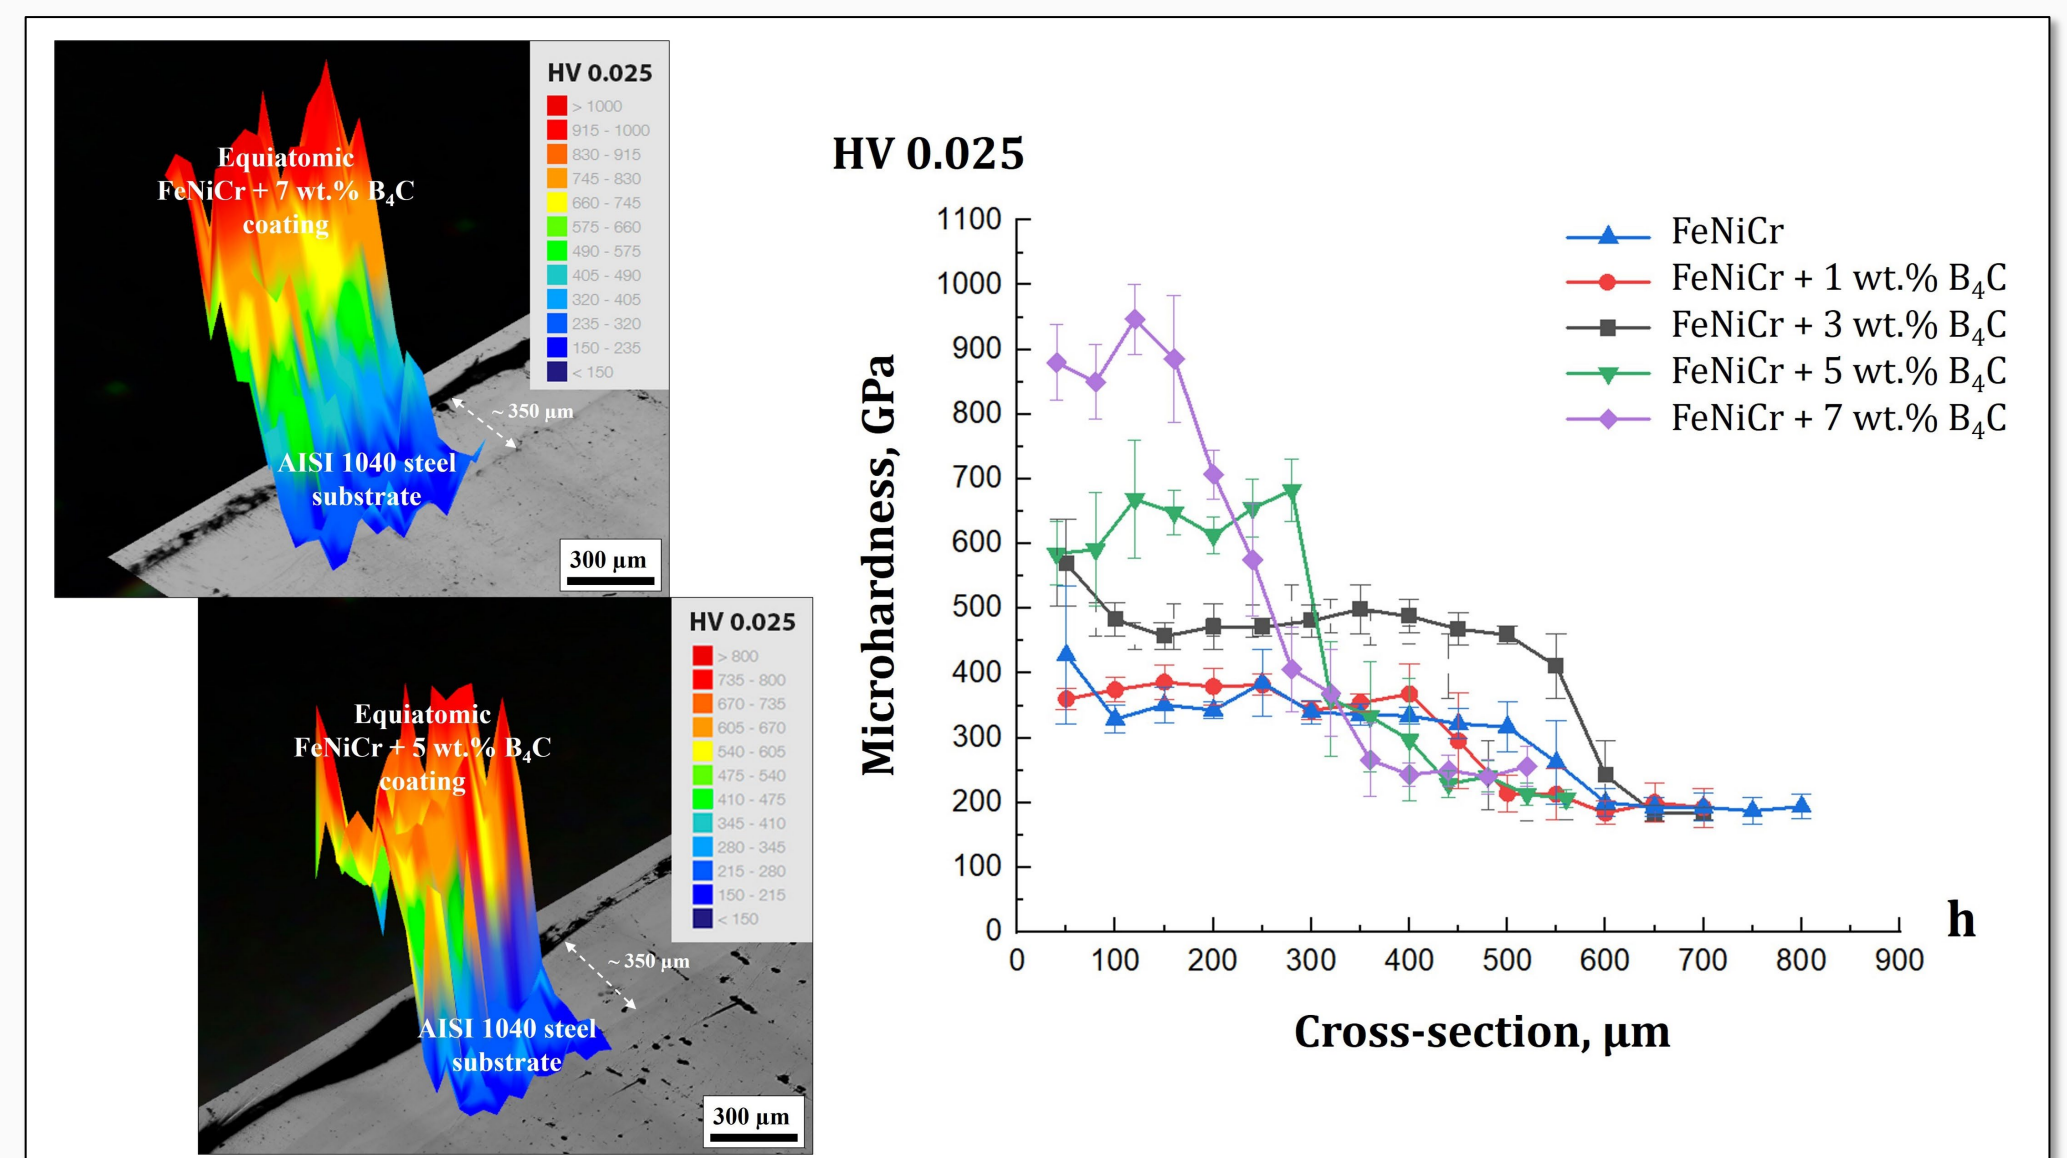 HV 0.025
> 1000
915 - 1000
830 - 915
745 - 830
660 - 745
575 - 660
490 - 575
405 - 490
320 - 405
235 - 320
150 - 235
< 150
Equiatomic
FeNiCr + 7 wt.% B₄C
coating
~ 350 µm
AISI 1040 steel
substrate
300 µm
HV 0.025
> 800
735 - 800
670 - 735
605 - 670
540 - 605
475 - 540
410 - 475
345 - 410
280 - 345
215 - 280
150 - 215
< 150
Equiatomic
FeNiCr + 5 wt.% B₄C
coating
~ 350 µm
AISI 1040 steel
substrate
300 µm
HV 0.025
Microhardness, GPa
1100
1000
900
800
700
600
500
400
300
200
100
0
FeNiCr
FeNiCr + 1 wt.% B₄C
FeNiCr + 3 wt.% B₄C
FeNiCr + 5 wt.% B₄C
FeNiCr + 7 wt.% B₄C
h
0 100 200 300 400 500 600 700 800 900
Cross-section, µm